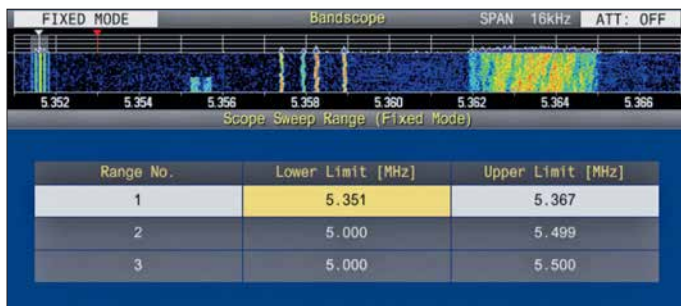 FIXED MODE Bandscope SPAN 16kHz ATT: OFF
5.352 5.354 5.356 5.358 5.360 5.362 5.364 5.366
Scope Sweep Range (Fixed Mode)
Range No. Lower Limit [MHz] Upper Limit [MHz]
1 5.351 5.367
2 5.000 5.499
3 5.000 5.500